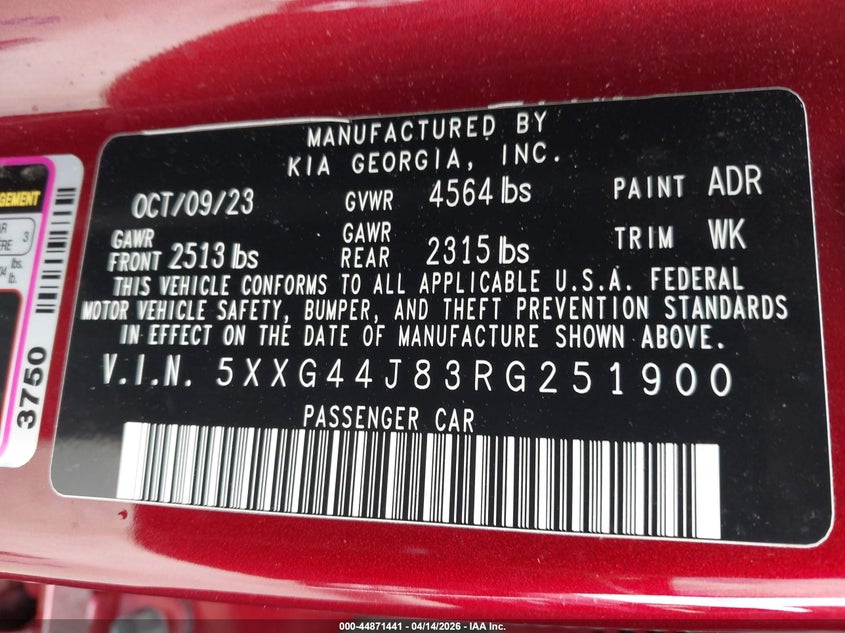 MANUFACTURED BY
KIA GEORGIA, INC.
OCT/09/23 GVWR 4564 lbs PAINT ADR
GAWR FRONT 2513 lbs GAWR REAR 2315 lbs TRIM WK
THIS VEHICLE CONFORMS TO ALL APPLICABLE U.S.A. FEDERAL
MOTOR VEHICLE SAFETY, BUMPER, AND THEFT PREVENTION STANDARDS
IN EFFECT ON THE DATE OF MANUFACTURE SHOWN ABOVE.
V.I.N. 5XXG44J83RG251900
PASSENGER CAR
3
lbs.
lb.
3750
000-44871441 | 04/14/2026 – IAA Inc.